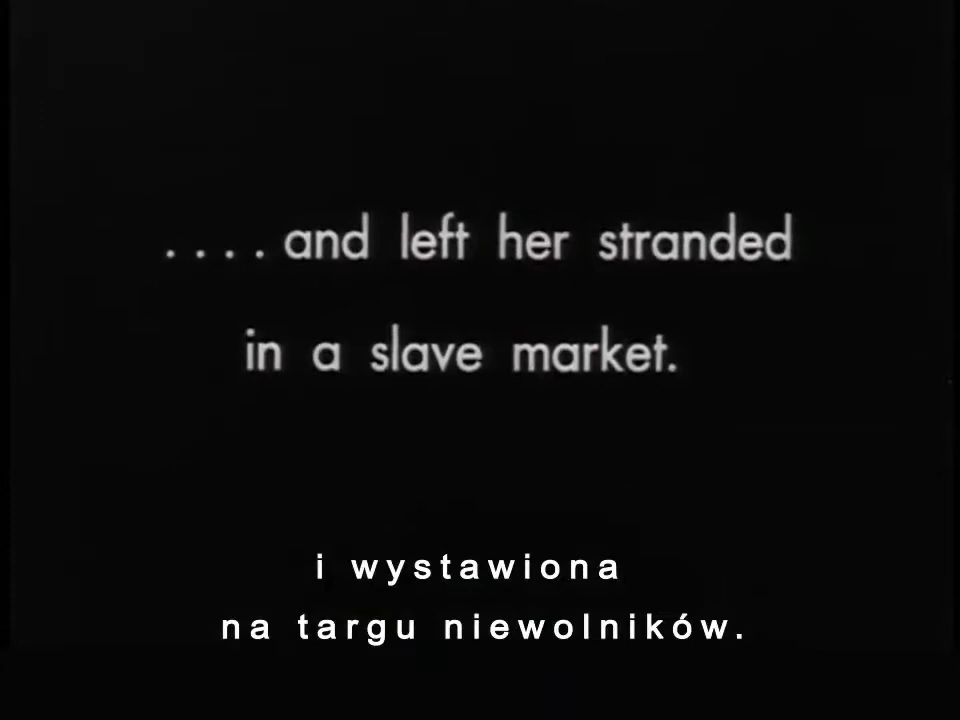 ....and left her stranded
in a slave market.
i wystawiona
na targu niewolników.